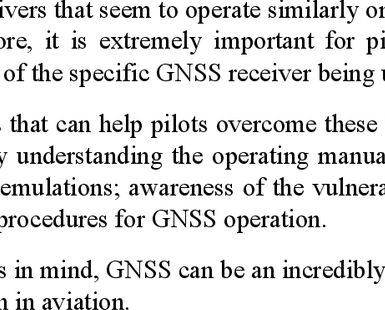 ivers that seem to operate similarly or
ore, it is extremely important for pi
of the specific GNSS receiver being u
s that can help pilots overcome these
y understanding the operating manua
emulations; awareness of the vulnera
procedures for GNSS operation.
s in mind, GNSS can be an incredibly
n in aviation.